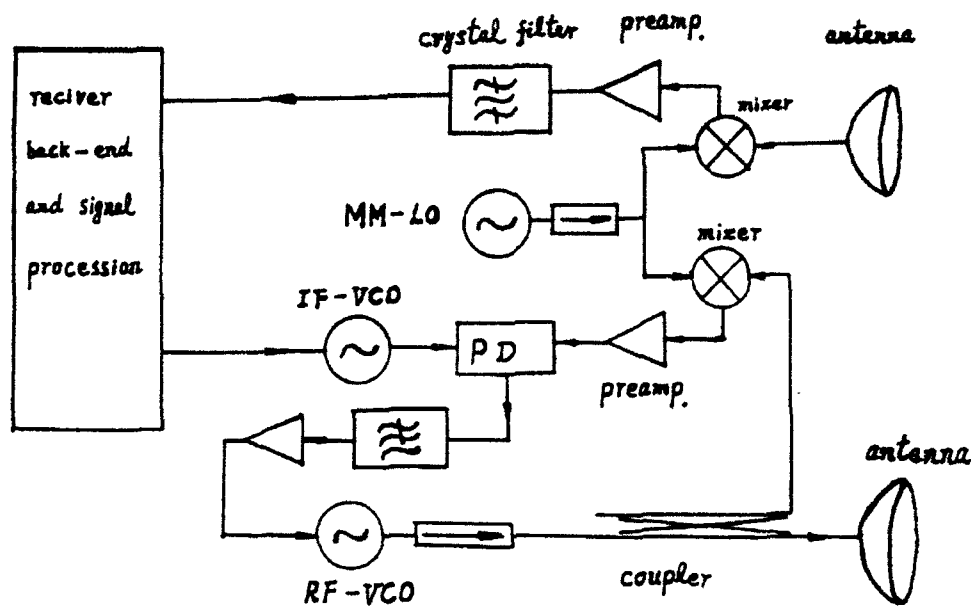 crystal filter
preamp.
antenna
reciver
back-end
and signal
procession
mixer
MM-LO
mixer
IF-VCO
PD
preamp.
antenna
coupler
RF-VCO